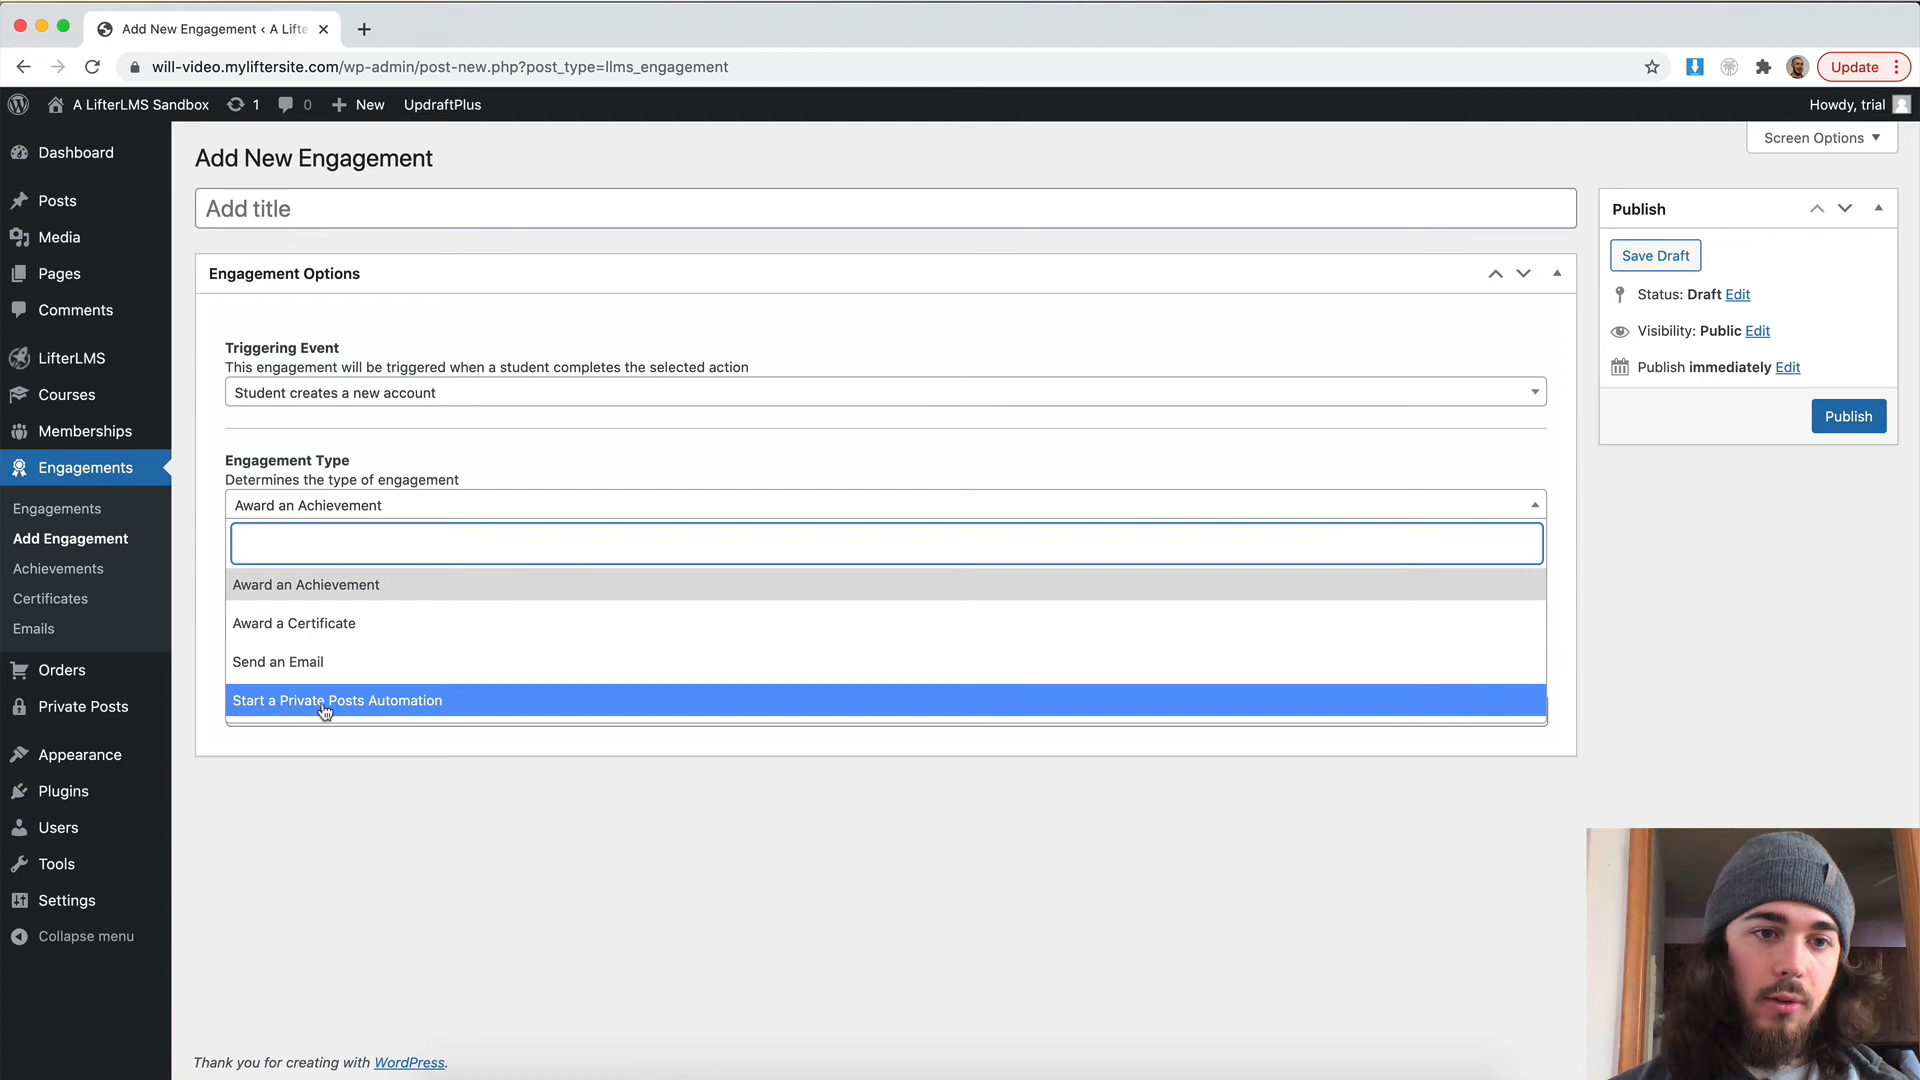 Add New Engagement ‹ A Lifte
will-video.myliftersite.com/wp-admin/post-new.php?post_type=llms_engagement
Update
A LifterLMS Sandbox 1 0 New UpdraftPlus
Howdy, trial
Screen Options
Dashboard
Posts
Media
Pages
Comments
LifterLMS
Courses
Memberships
Engagements
Engagements
Add Engagement
Achievements
Certificates
Emails
Orders
Private Posts
Appearance
Plugins
Users
Tools
Settings
Collapse menu
Add New Engagement
Add title
Engagement Options
Triggering Event
This engagement will be triggered when a student completes the selected action
Student creates a new account
Engagement Type
Determines the type of engagement
Award an Achievement
Award an Achievement
Award a Certificate
Send an Email
Start a Private Posts Automation
Publish
Save Draft
Status: Draft Edit
Visibility: Public Edit
Publish immediately Edit
Publish
Thank you for creating with WordPress.